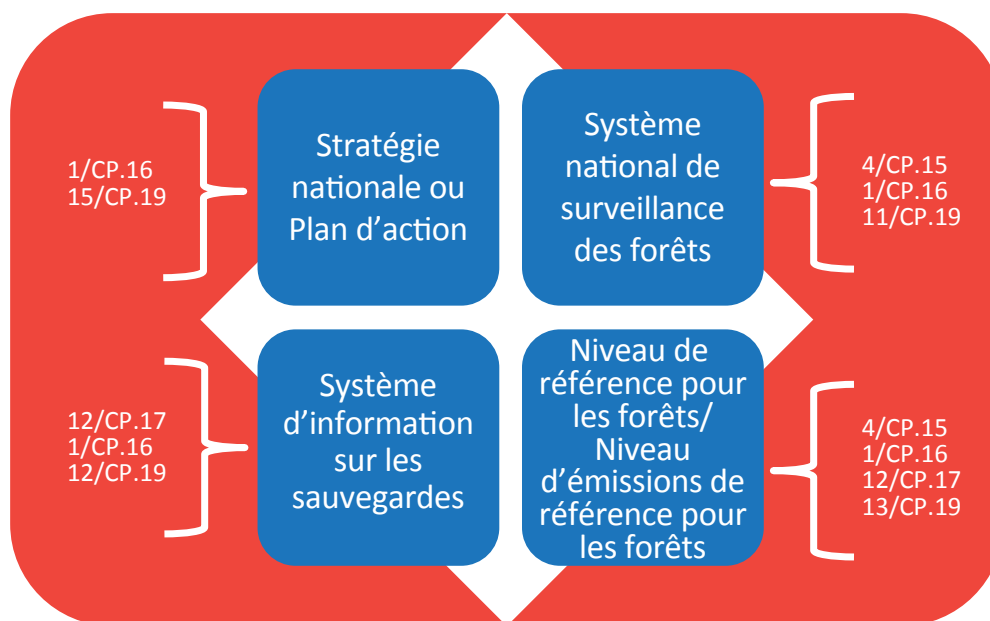 1/CP.16
15/CP.19
Stratégie
nationale ou
Plan d’action
Système
national de
surveillance
des forêts
4/CP.15
1/CP.16
11/CP.19
12/CP.17
1/CP.16
12/CP.19
Système
d’information
sur les
sauvegardes
Niveau de
référence pour
les forêts/
Niveau
d’émissions de
référence pour
les forêts
4/CP.15
1/CP.16
12/CP.17
13/CP.19